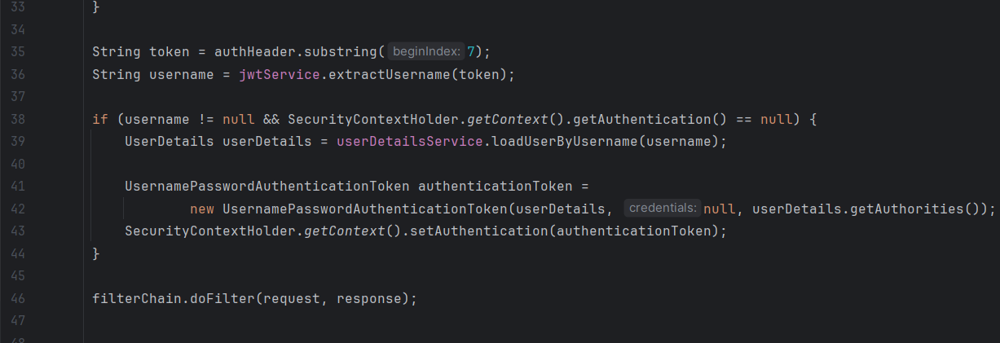 33 }
34
35 String token = authHeader.substring( beginIndex: 7);
36 String username = jwtService.extractUsername(token);
37
38 if (username != null && SecurityContextHolder.getContext().getAuthentication() == null) {
39 UserDetails userDetails = userDetailsService.loadUserByUsername(username);
40
41 UsernamePasswordAuthenticationToken authenticationToken =
42 new UsernamePasswordAuthenticationToken(userDetails, credentials: null, userDetails.getAuthorities());
43 SecurityContextHolder.getContext().setAuthentication(authenticationToken);
44 }
45
46 filterChain.doFilter(request, response);
47
48